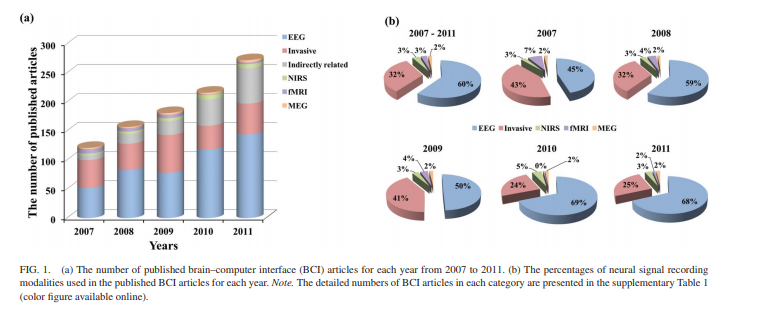 (a)
The number of published articles
300
250
200
150
100
50
0
2007 2008 2009 2010 2011
Years
EEG
Invasive
Indirectly related
NIRS
fMRI
MEG
(b)
2007 - 2011
3% 3% 2%
32%
60%
2007
3% 7% 2%
45%
43%
2008
3% 4% 2%
32%
59%
EEG Invasive NIRS fMRI MEG
2009
4%
3% 2%
50%
41%
2010
5% 0% 2%
24%
69%
2011
2%
3% 2%
25%
68%
FIG. 1. (a) The number of published brain–computer interface (BCI) articles for each year from 2007 to 2011. (b) The percentages of neural signal recording
modalities used in the published BCI articles for each year. Note. The detailed numbers of BCI articles in each category are presented in the supplementary Table 1
(color figure available online).